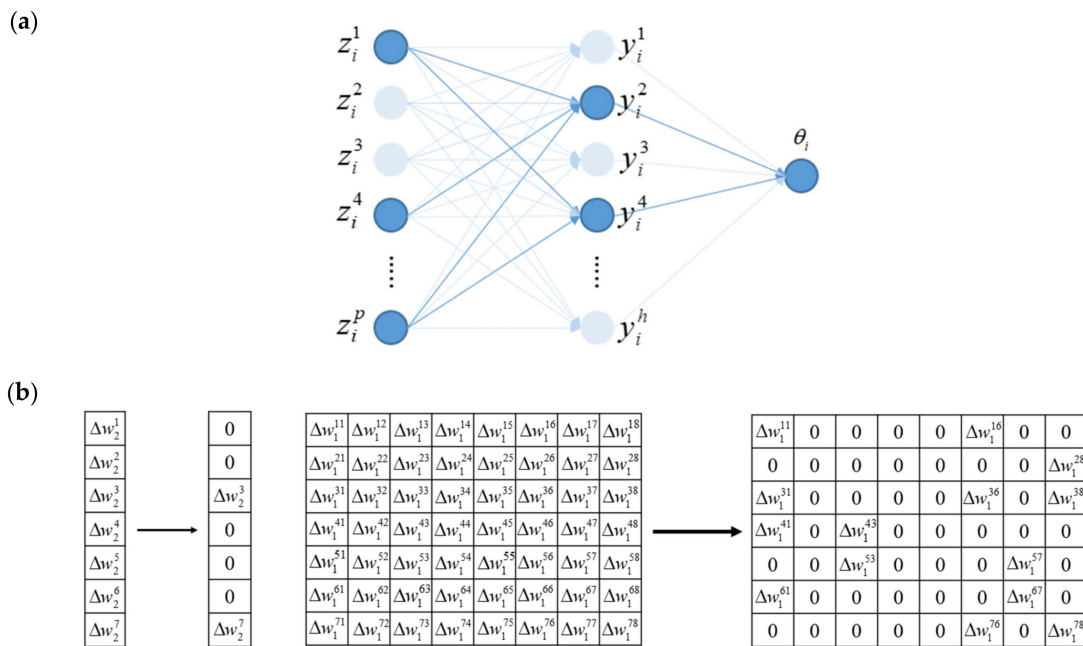 (a)
z_i^1 y_i^1
z_i^2 y_i^2
θ_i
z_i^3 y_i^3
z_i^4 y_i^4
...... ......
z_i^p y_i^h
(b)
Δw_2^1 0 Δw_1^11 Δw_1^12 Δw_1^13 Δw_1^14 Δw_1^15 Δw_1^16 Δw_1^17 Δw_1^18 Δw_1^11 0 0 0 0 Δw_1^16 0 0
Δw_2^2 0 Δw_1^21 Δw_1^22 Δw_1^23 Δw_1^24 Δw_1^25 Δw_1^26 Δw_1^27 Δw_1^28 0 0 0 0 0 0 0 Δw_1^28
Δw_2^3 Δw_2^3 Δw_1^31 Δw_1^32 Δw_1^33 Δw_1^34 Δw_1^35 Δw_1^36 Δw_1^37 Δw_1^38 Δw_1^31 0 0 0 0 Δw_1^36 0 Δw_1^38
Δw_2^4 0 Δw_1^41 Δw_1^42 Δw_1^43 Δw_1^44 Δw_1^45 Δw_1^46 Δw_1^47 Δw_1^48 Δw_1^41 0 Δw_1^43 0 0 0 0 0
Δw_2^5 0 Δw_1^51 Δw_1^52 Δw_1^53 Δw_1^54 Δw_1^55 Δw_1^56 Δw_1^57 Δw_1^58 0 0 Δw_1^53 0 0 0 Δw_1^57 0
Δw_2^6 0 Δw_1^61 Δw_1^62 Δw_1^63 Δw_1^64 Δw_1^65 Δw_1^66 Δw_1^67 Δw_1^68 Δw_1^61 0 0 0 0 0 Δw_1^67 0
Δw_2^7 Δw_2^7 Δw_1^71 Δw_1^72 Δw_1^73 Δw_1^74 Δw_1^75 Δw_1^76 Δw_1^77 Δw_1^78 0 0 0 0 0 Δw_1^76 0 Δw_1^78